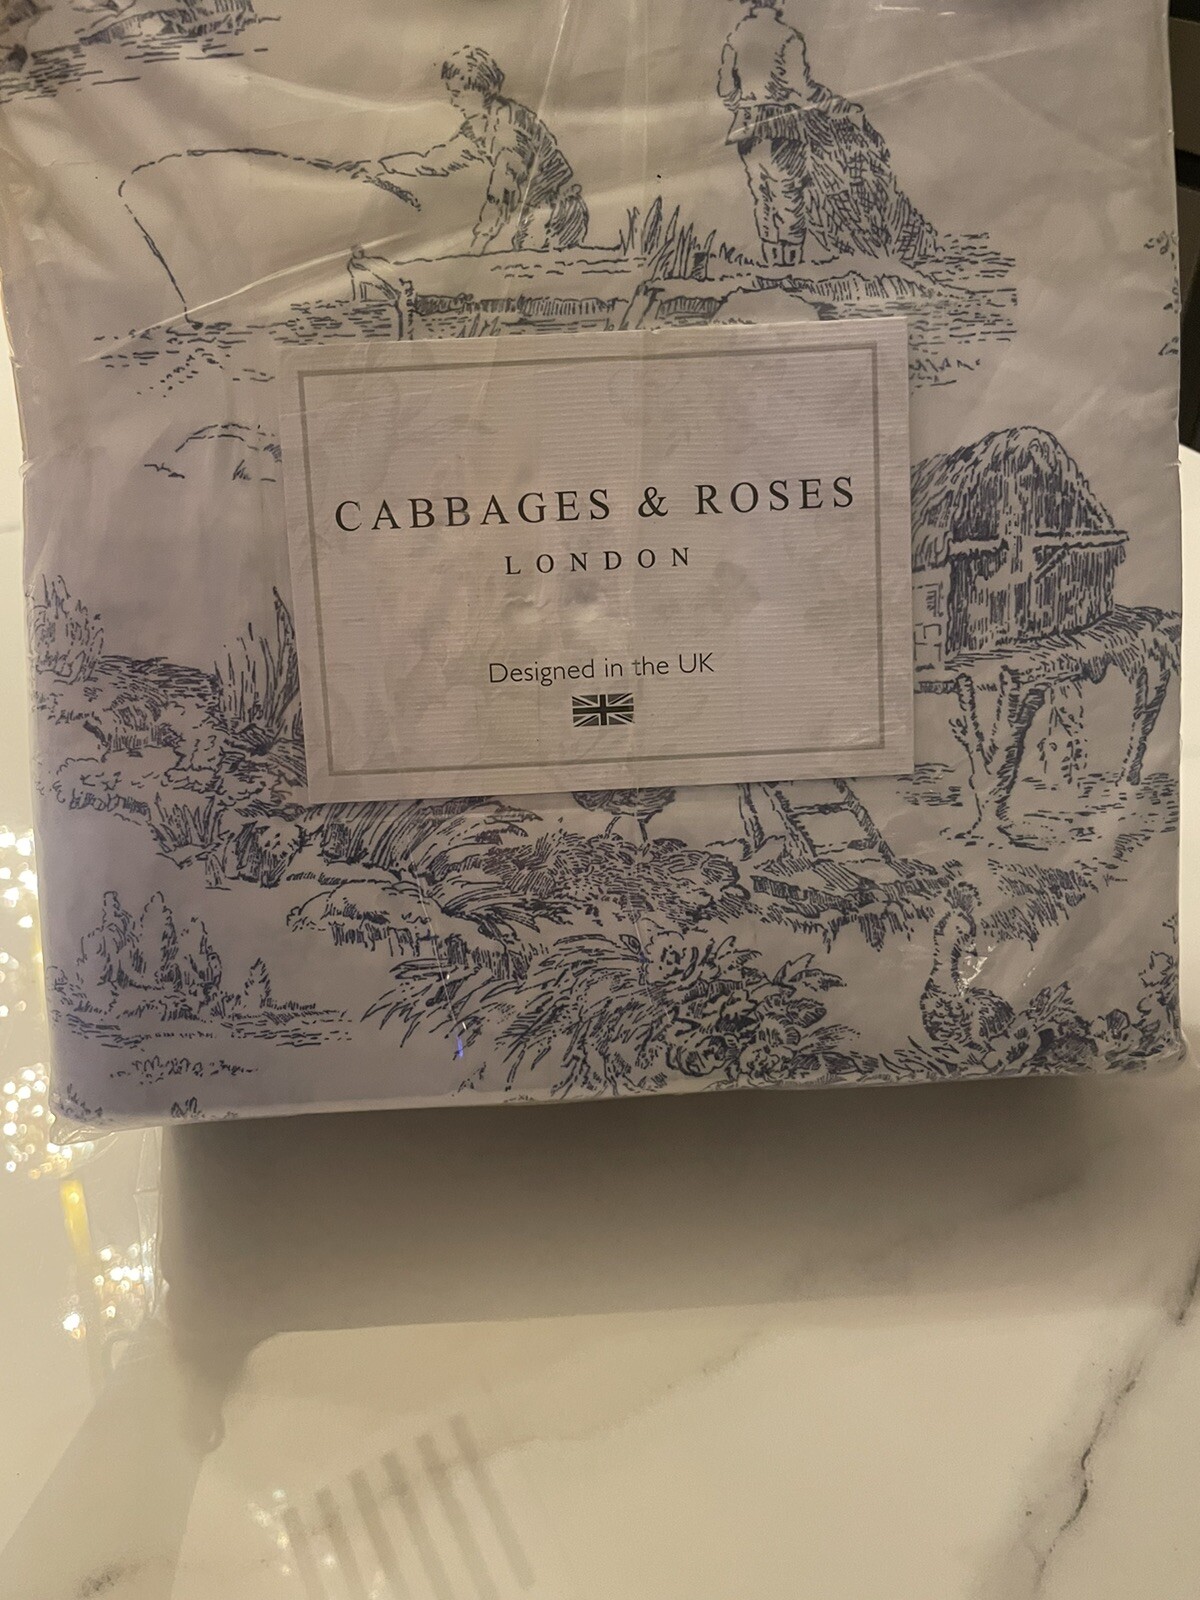 CABBAGES & ROSES
LONDON
Designed in the UK